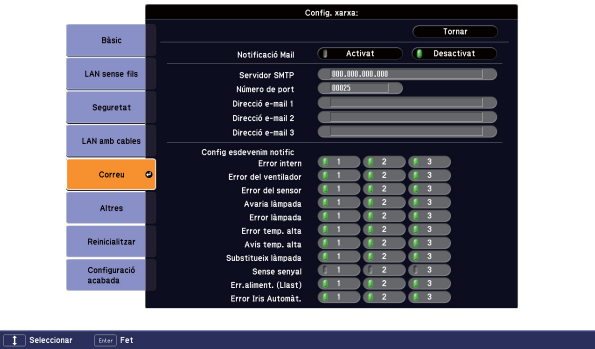 Config. xarxa:
Tornar
Bàsic
LAN sense fils
Seguretat
LAN amb cables
Correu
Altres
Reinicialitzar
Configuració
acabada
Notificació Mail Activat Desactivat
Servidor SMTP 000.000.000.000
Número de port 00025
Direcció e-mail 1
Direcció e-mail 2
Direcció e-mail 3
Config esdevenim notific
Error intern 1 2 3
Error del ventilador 1 2 3
Error del sensor 1 2 3
Avaria làmpada 1 2 3
Error làmpada 1 2 3
Error temp. alta 1 2 3
Avis temp. alta 1 2 3
Substitueix làmpada 1 2 3
Sense senyal 1 2 3
Err.aliment. (Llast) 1 2 3
Error Iris Automàt. 1 2 3
Seleccionar Enter Fet